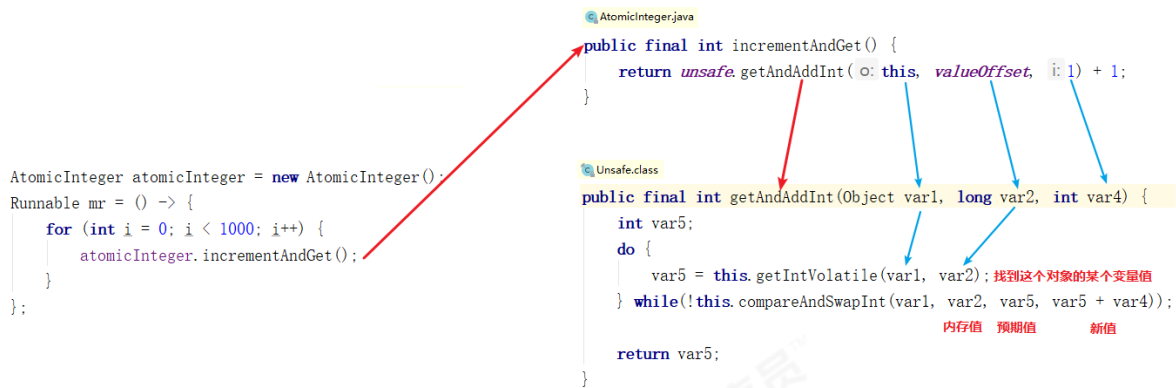 AtomicInteger atomicInteger = new AtomicInteger();
Runnable mr = () -> {
    for (int i = 0; i < 1000; i++) {
        atomicInteger.incrementAndGet();
    }
};
AtomicInteger.java
public final int incrementAndGet() {
    return unsafe.getAndAddInt( o: this, valueOffset, i: 1) + 1;
}
Unsafe.class
public final int getAndAddInt(Object var1, long var2, int var4) {
    int var5;
    do {
        var5 = this.getIntVolatile(var1, var2); 找到这个对象的某个变量值
    } while(!this.compareAndSwapInt(var1, var2, var5, var5 + var4));
内存值 预期值 新值
    return var5;
}